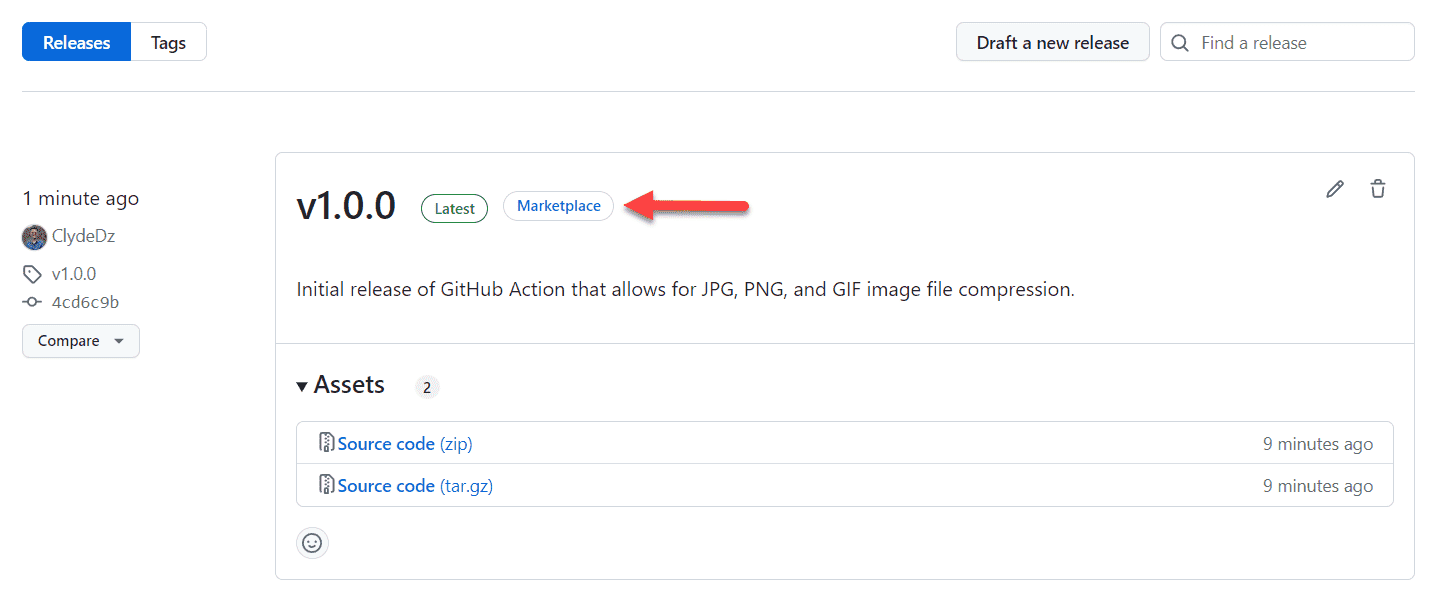 Releases
Tags
Draft a new release
Find a release
1 minute ago
ClydeDz
v1.0.0
4cd6c9b
Compare
v1.0.0
Latest
Marketplace
Initial release of GitHub Action that allows for JPG, PNG, and GIF image file compression.
Assets 2
Source code (zip) 9 minutes ago
Source code (tar.gz) 9 minutes ago